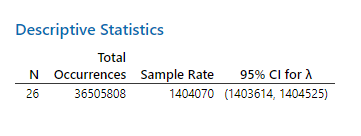 Descriptive Statistics
Total
N Occurrences Sample Rate 95% CI for λ
26 36505808 1404070 (1403614, 1404525)